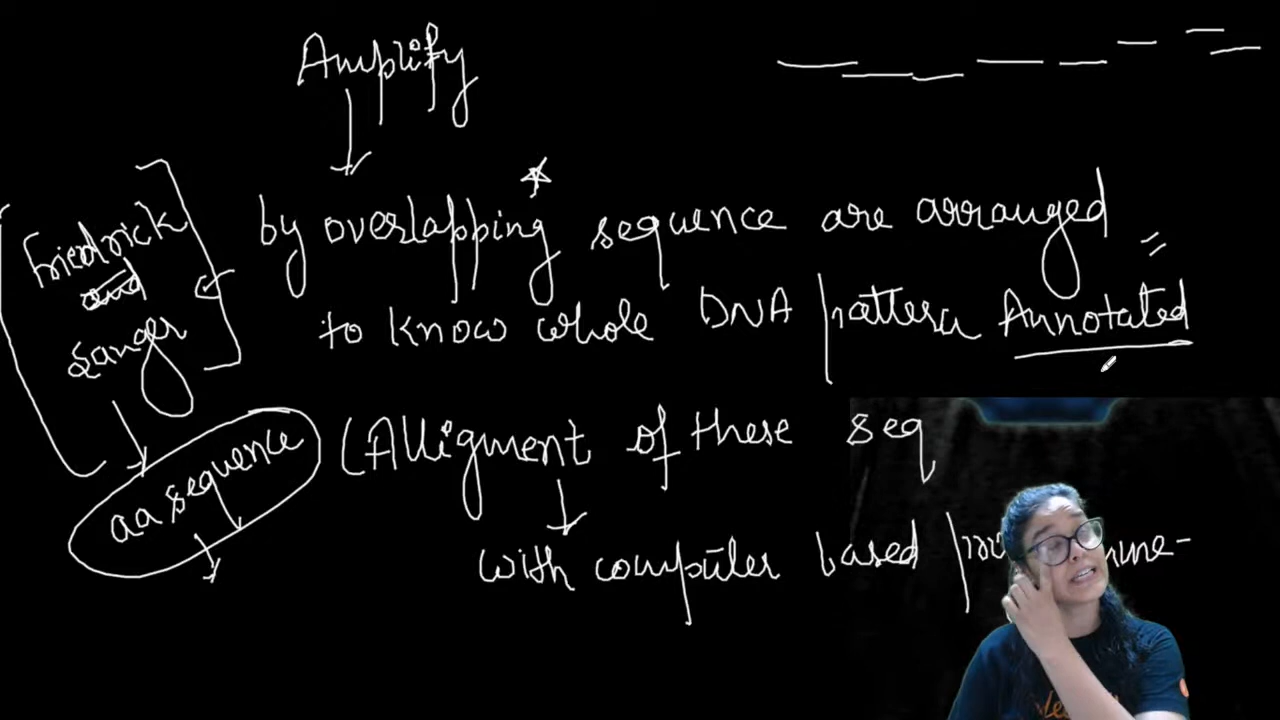 Amplify
by overlapping sequence are arranged
to know whole DNA pattern Annotated
(Alligment of these seq
with computer based
Friedrick
and
Sanger
aa sequence